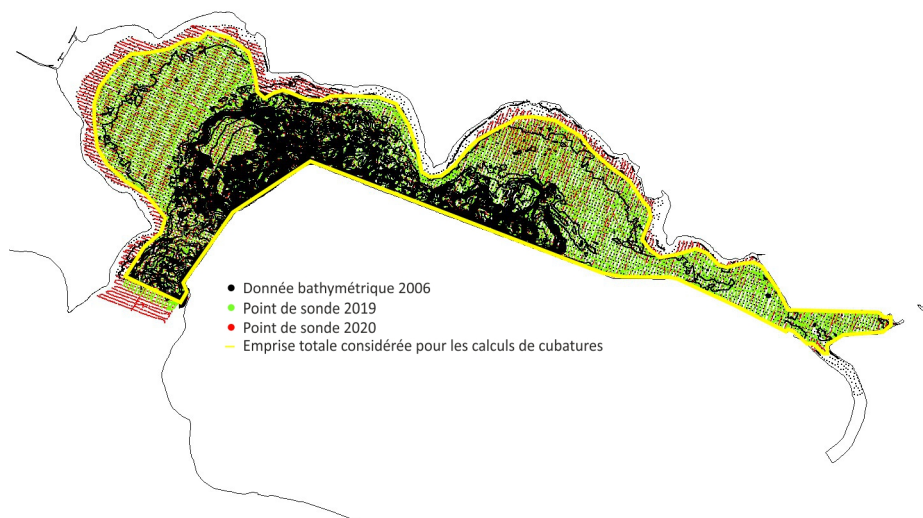 Donnée bathymétrique 2006
Point de sonde 2019
Point de sonde 2020
Emprise totale considérée pour les calculs de cubatures